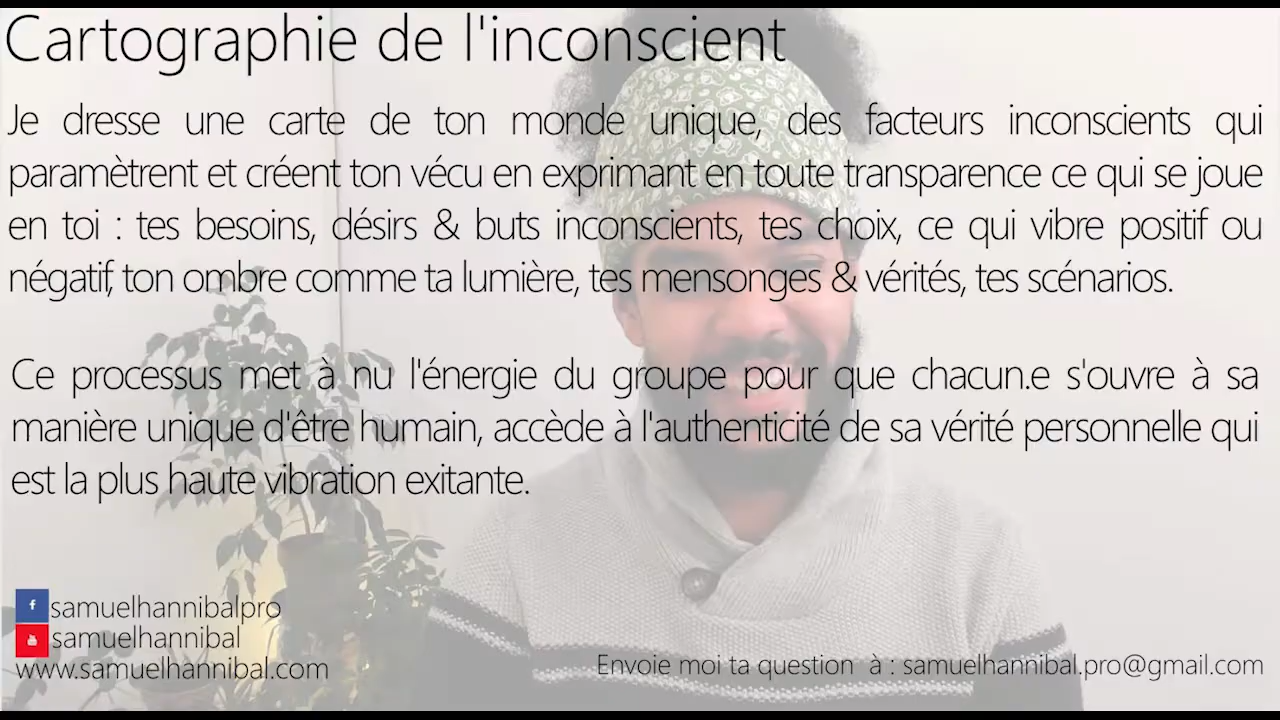 Cartographie de l'inconscient
Je dresse une carte de ton monde unique, des facteurs inconscients qui
paramètrent et créent ton vécu en exprimant en toute transparence ce qui se joue
en toi : tes besoins, désirs & buts inconscients, tes choix, ce qui vibre positif ou
négatif, ton ombre comme ta lumière, tes mensonges & vérités, tes scénarios.
Ce processus met à nu l'énergie du groupe pour que chacun.e s'ouvre à sa
manière unique d'être humain, accède à l'authenticité de sa vérité personnelle qui
est la plus haute vibration exitante.
f samuelhannibalpro
samuelhannibal
www.samuelhannibal.com
Envoie moi ta question à : samuelhannibal.pro@gmail.com